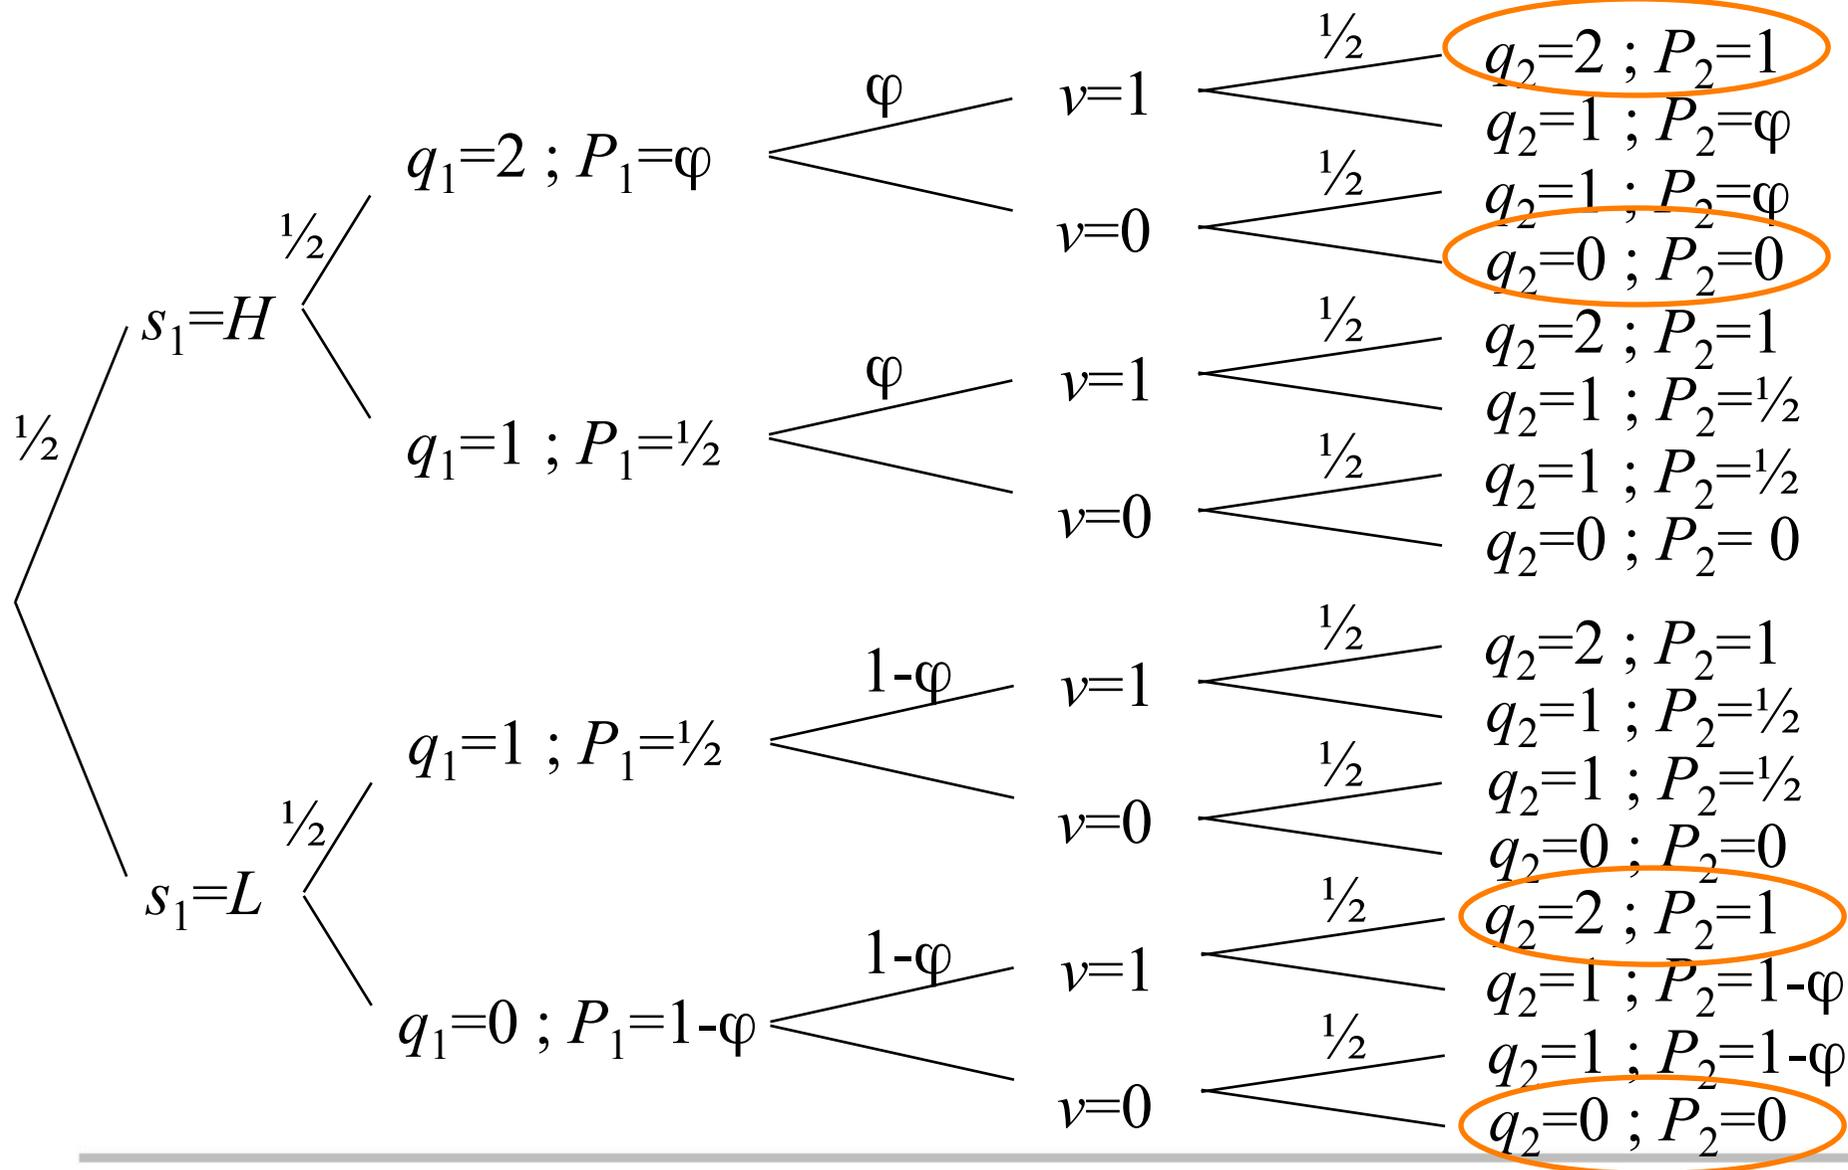 ½
q₂=2 ; P₂=1
φ
v=1
q₂=1 ; P₂=φ
q₁=2 ; P₁=φ
½
q₂=1 ; P₂=φ
½
v=0
q₂=0 ; P₂=0
s₁=H
½
q₂=2 ; P₂=1
φ
v=1
q₂=1 ; P₂=½
½
q₁=1 ; P₁=½
½
q₂=1 ; P₂=½
v=0
q₂=0 ; P₂= 0
½
q₂=2 ; P₂=1
1-φ
v=1
q₂=1 ; P₂=½
q₁=1 ; P₁=½
½
q₂=1 ; P₂=½
½
v=0
q₂=0 ; P₂=0
s₁=L
½
q₂=2 ; P₂=1
1-φ
v=1
q₂=1 ; P₂=1-φ
q₁=0 ; P₁=1-φ
½
q₂=1 ; P₂=1-φ
v=0
q₂=0 ; P₂=0